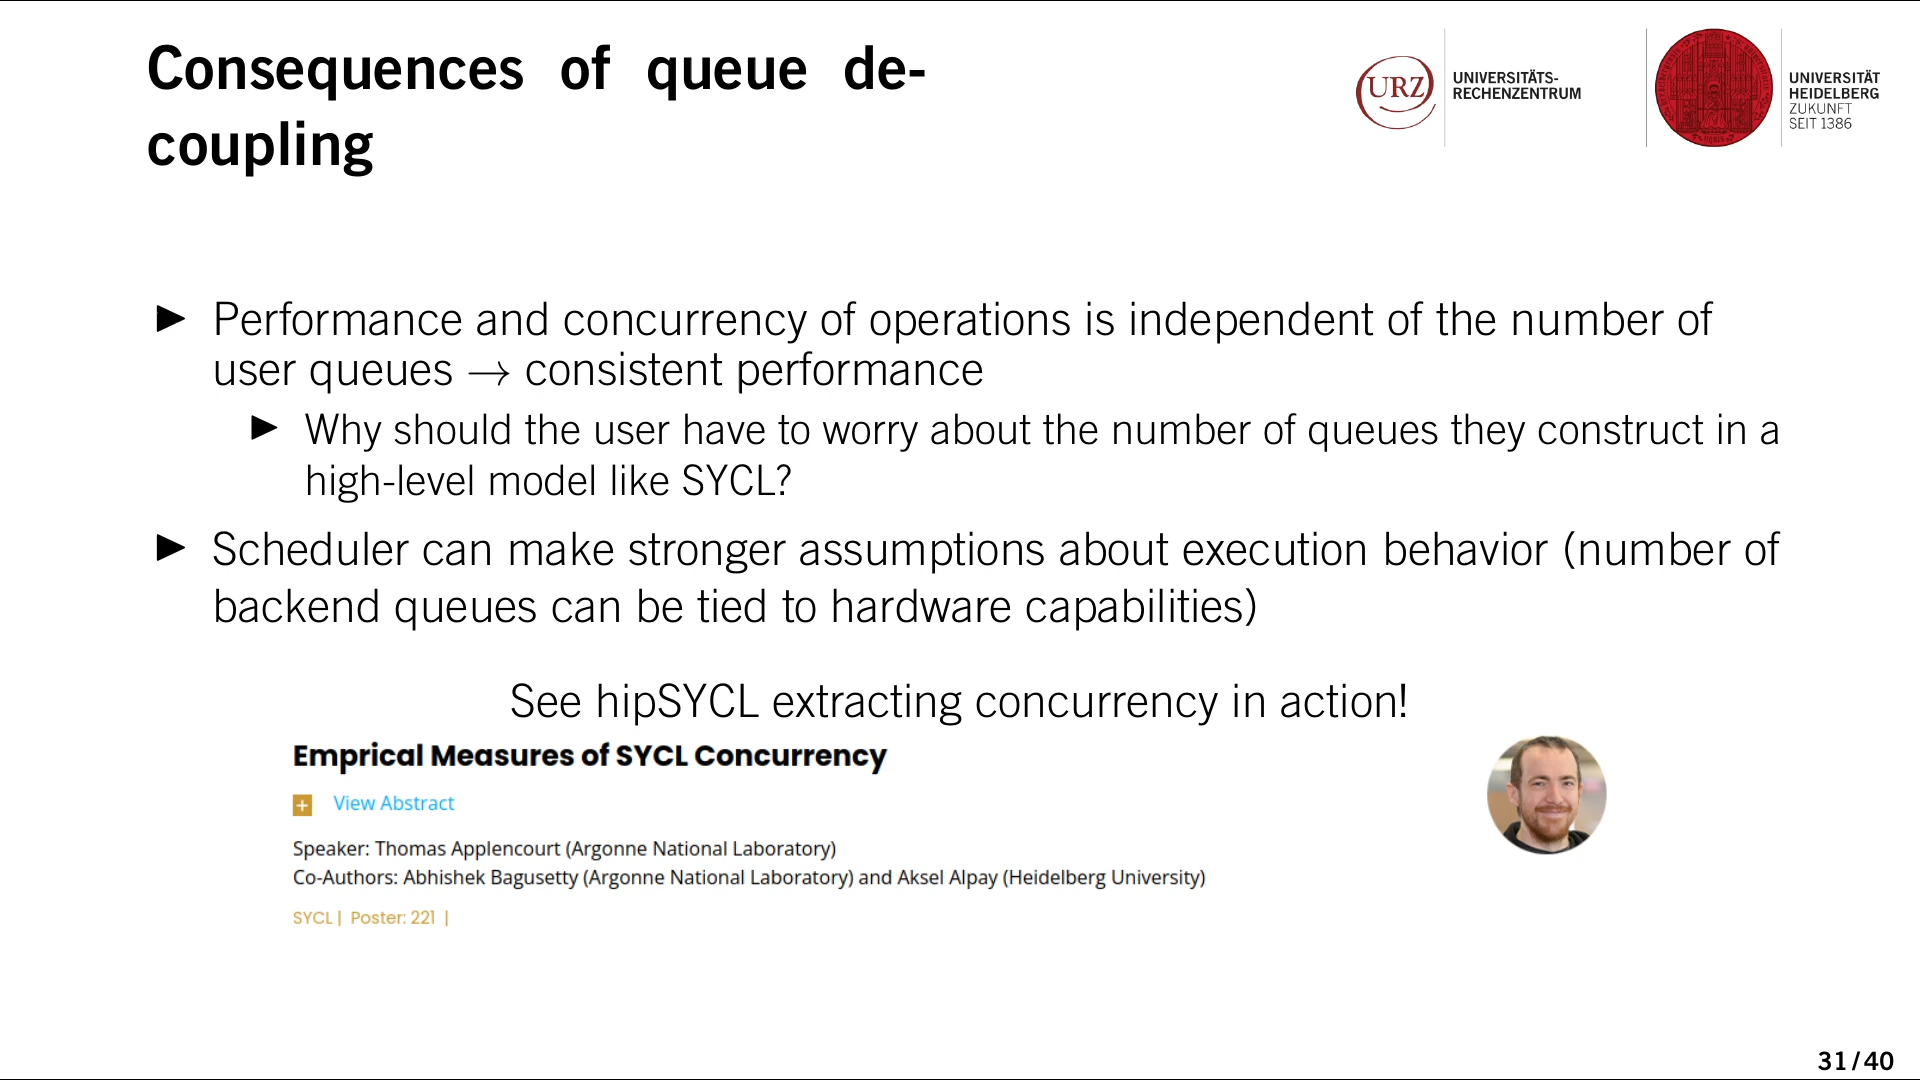 Consequences of queue de-
coupling
URZ
UNIVERSITÄTS-
RECHENZENTRUM
UNIVERSITÄT
HEIDELBERG
ZUKUNFT
SEIT 1386
▶ Performance and concurrency of operations is independent of the number of
user queues → consistent performance
▶ Why should the user have to worry about the number of queues they construct in a
high-level model like SYCL?
▶ Scheduler can make stronger assumptions about execution behavior (number of
backend queues can be tied to hardware capabilities)
See hipSYCL extracting concurrency in action!
Emprical Measures of SYCL Concurrency
+ View Abstract
Speaker: Thomas Applencourt (Argonne National Laboratory)
Co-Authors: Abhishek Bagusetty (Argonne National Laboratory) and Aksel Alpay (Heidelberg University)
SYCL | Poster: 221 |
31/40